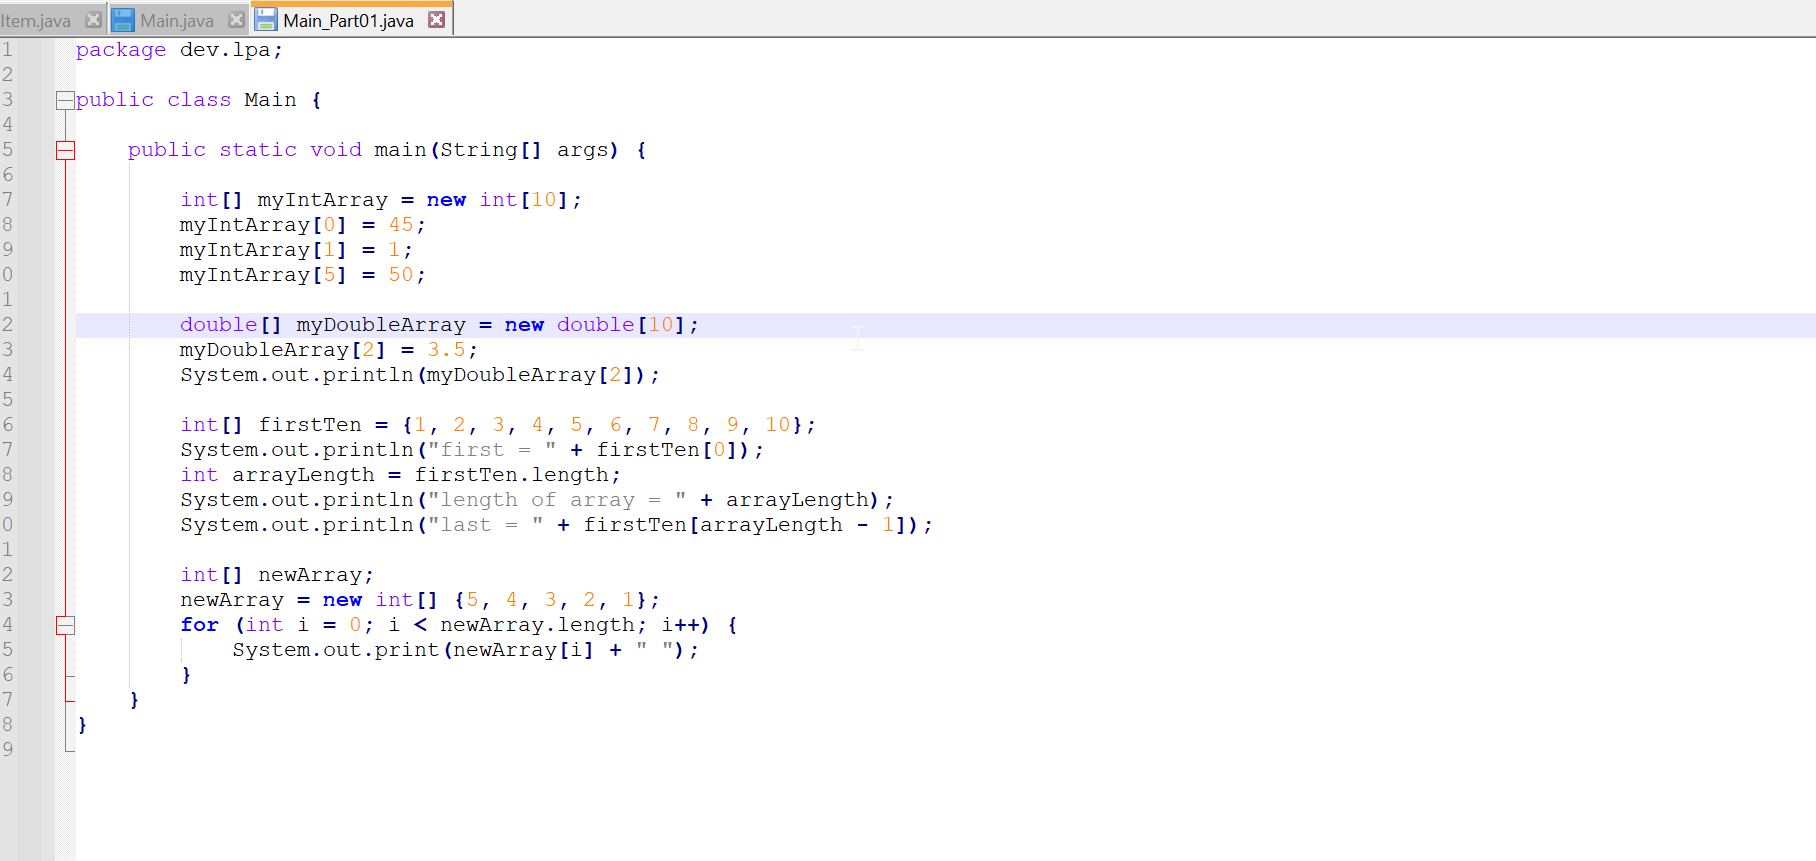 Item.java Main.java Main_Part01.java
1 package dev.lpa;
2
3 public class Main {
4
5     public static void main(String[] args) {
6
7         int[] myIntArray = new int[10];
8         myIntArray[0] = 45;
9         myIntArray[1] = 1;
0         myIntArray[5] = 50;
1
2         double[] myDoubleArray = new double[10];
3         myDoubleArray[2] = 3.5;
4         System.out.println(myDoubleArray[2]);
5
6         int[] firstTen = {1, 2, 3, 4, 5, 6, 7, 8, 9, 10};
7         System.out.println("first = " + firstTen[0]);
8         int arrayLength = firstTen.length;
9         System.out.println("length of array = " + arrayLength);
0         System.out.println("last = " + firstTen[arrayLength - 1]);
1
2         int[] newArray;
3         newArray = new int[] {5, 4, 3, 2, 1};
4         for (int i = 0; i < newArray.length; i++) {
5             System.out.print(newArray[i] + " ");
6         }
7     }
8 }
9